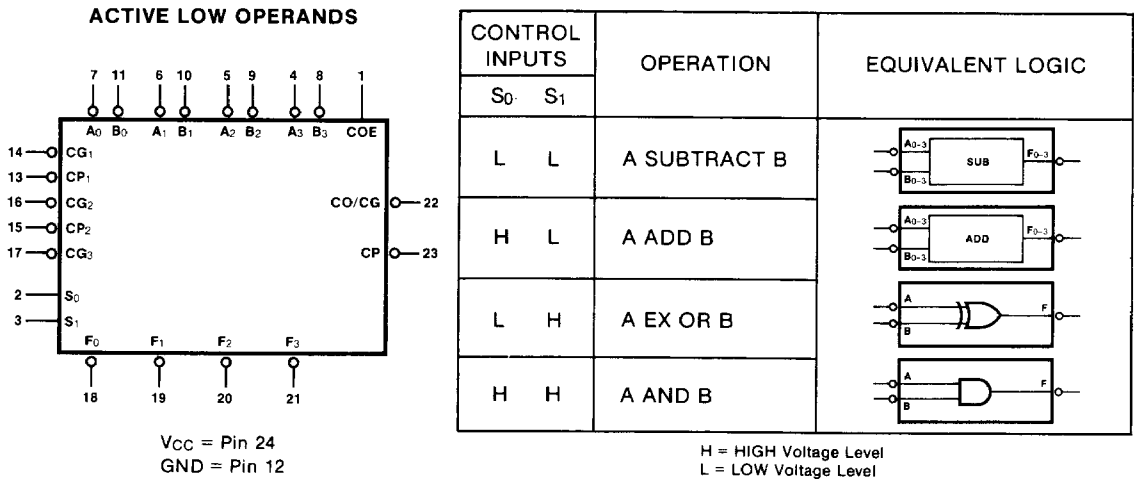 ACTIVE LOW OPERANDS
7 11 6 10 5 9 4 8 1
A0 B0 A1 B1 A2 B2 A3 B3 COE
14 CG1
13 CP1
16 CG2
15 CP2
17 CG3
2 S0
3 S1
CO/CG 22
CP 23
F0 F1 F2 F3
18 19 20 21
VCC = Pin 24
GND = Pin 12
CONTROL INPUTS
S0 S1
OPERATION
EQUIVALENT LOGIC
L L A SUBTRACT B
A0-3 SUB F0-3
B0-3
H L A ADD B
A0-3 ADD F0-3
B0-3
L H A EX OR B
A F
B
H H A AND B
A F
B
H = HIGH Voltage Level
L = LOW Voltage Level